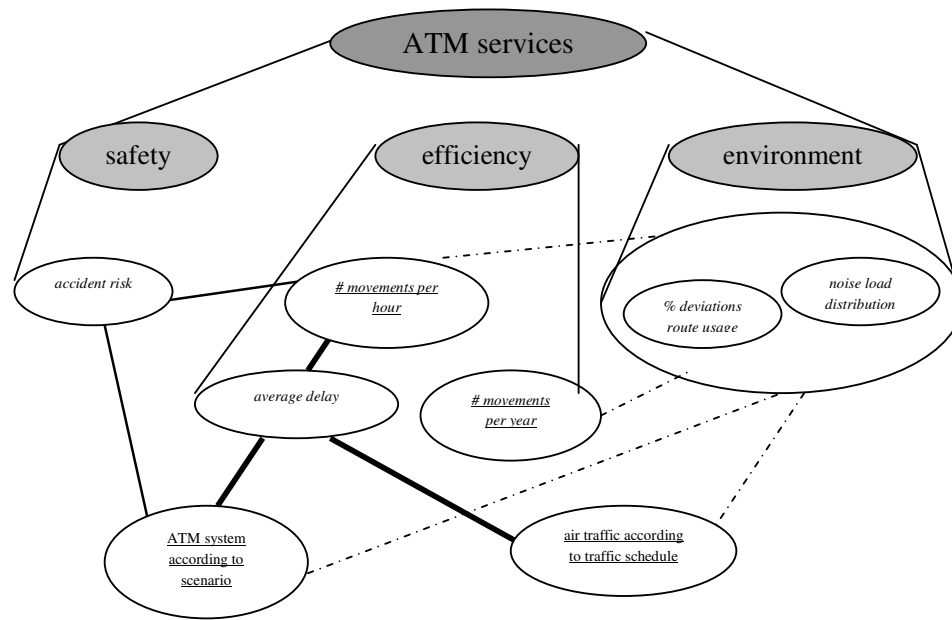 ATM services
safety
efficiency
environment
accident risk
# movements per
hour
% deviations
route usage
noise load
distribution
average delay
# movements
per year
ATM system
according to
scenario
air traffic according
to traffic schedule